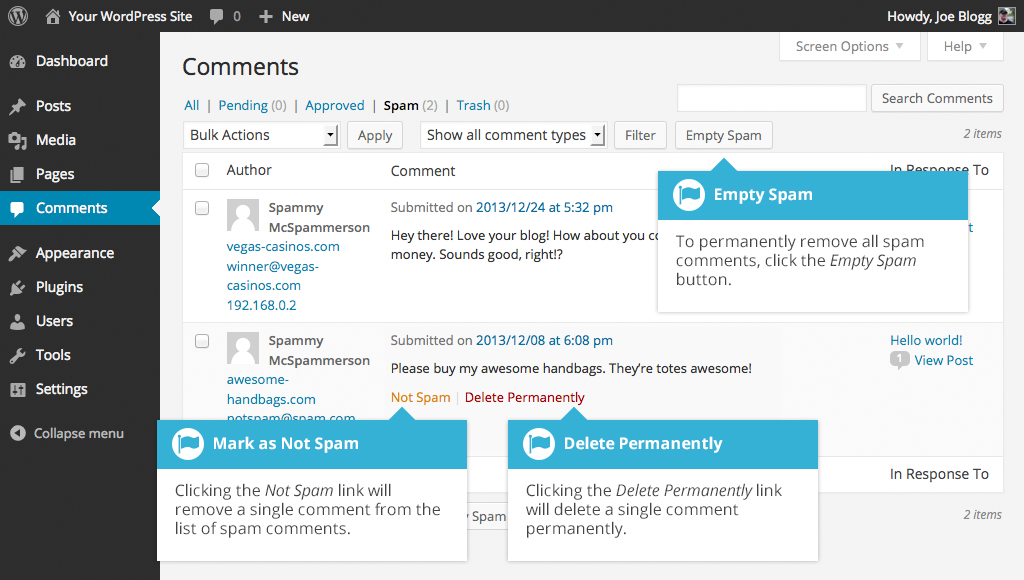 Your WordPress Site 0 New Howdy, Joe Blogg
Dashboard
Posts
Media
Pages
Comments
Appearance
Plugins
Users
Tools
Settings
Collapse menu
Screen Options Help
Comments
All | Pending (0) | Approved | Spam (2) | Trash (0)
Search Comments
Bulk Actions Apply Show all comment types Filter Empty Spam 2 items
Author Comment In Response To
Spammy
McSpammerson
vegas-casinos.com
winner@vegas-
casinos.com
192.168.0.2
Submitted on 2013/12/24 at 5:32 pm
Hey there! Love your blog! How about you
money. Sounds good, right!?
Empty Spam
To permanently remove all spam
comments, click the Empty Spam
button.
Spammy
McSpammerson
awesome-
handbags.com
notspam@spam.com
Submitted on 2013/12/08 at 6:08 pm
Please buy my awesome handbags. They're totes awesome!
Not Spam | Delete Permanently
Hello world!
1 View Post
Mark as Not Spam
Clicking the Not Spam link will
remove a single comment from the
list of spam comments.
Delete Permanently
Clicking the Delete Permanently link
will delete a single comment
permanently.
In Response To
Spam
2 items